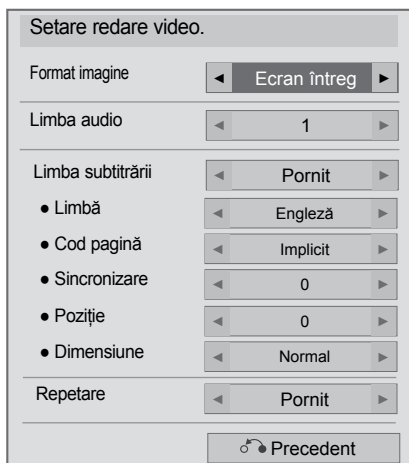 Setare redare video.
Format imagine ◄ Ecran întreg ►
Limba audio ◄ 1 ►
Limba subtitrării ◄ Pornit ►
● Limbă ◄ Engleză ►
● Cod pagină ◄ Implicit ►
● Sincronizare ◄ 0 ►
● Poziţie ◄ 0 ►
● Dimensiune ◄ Normal ►
Repetare ◄ Pornit ►
Precedent